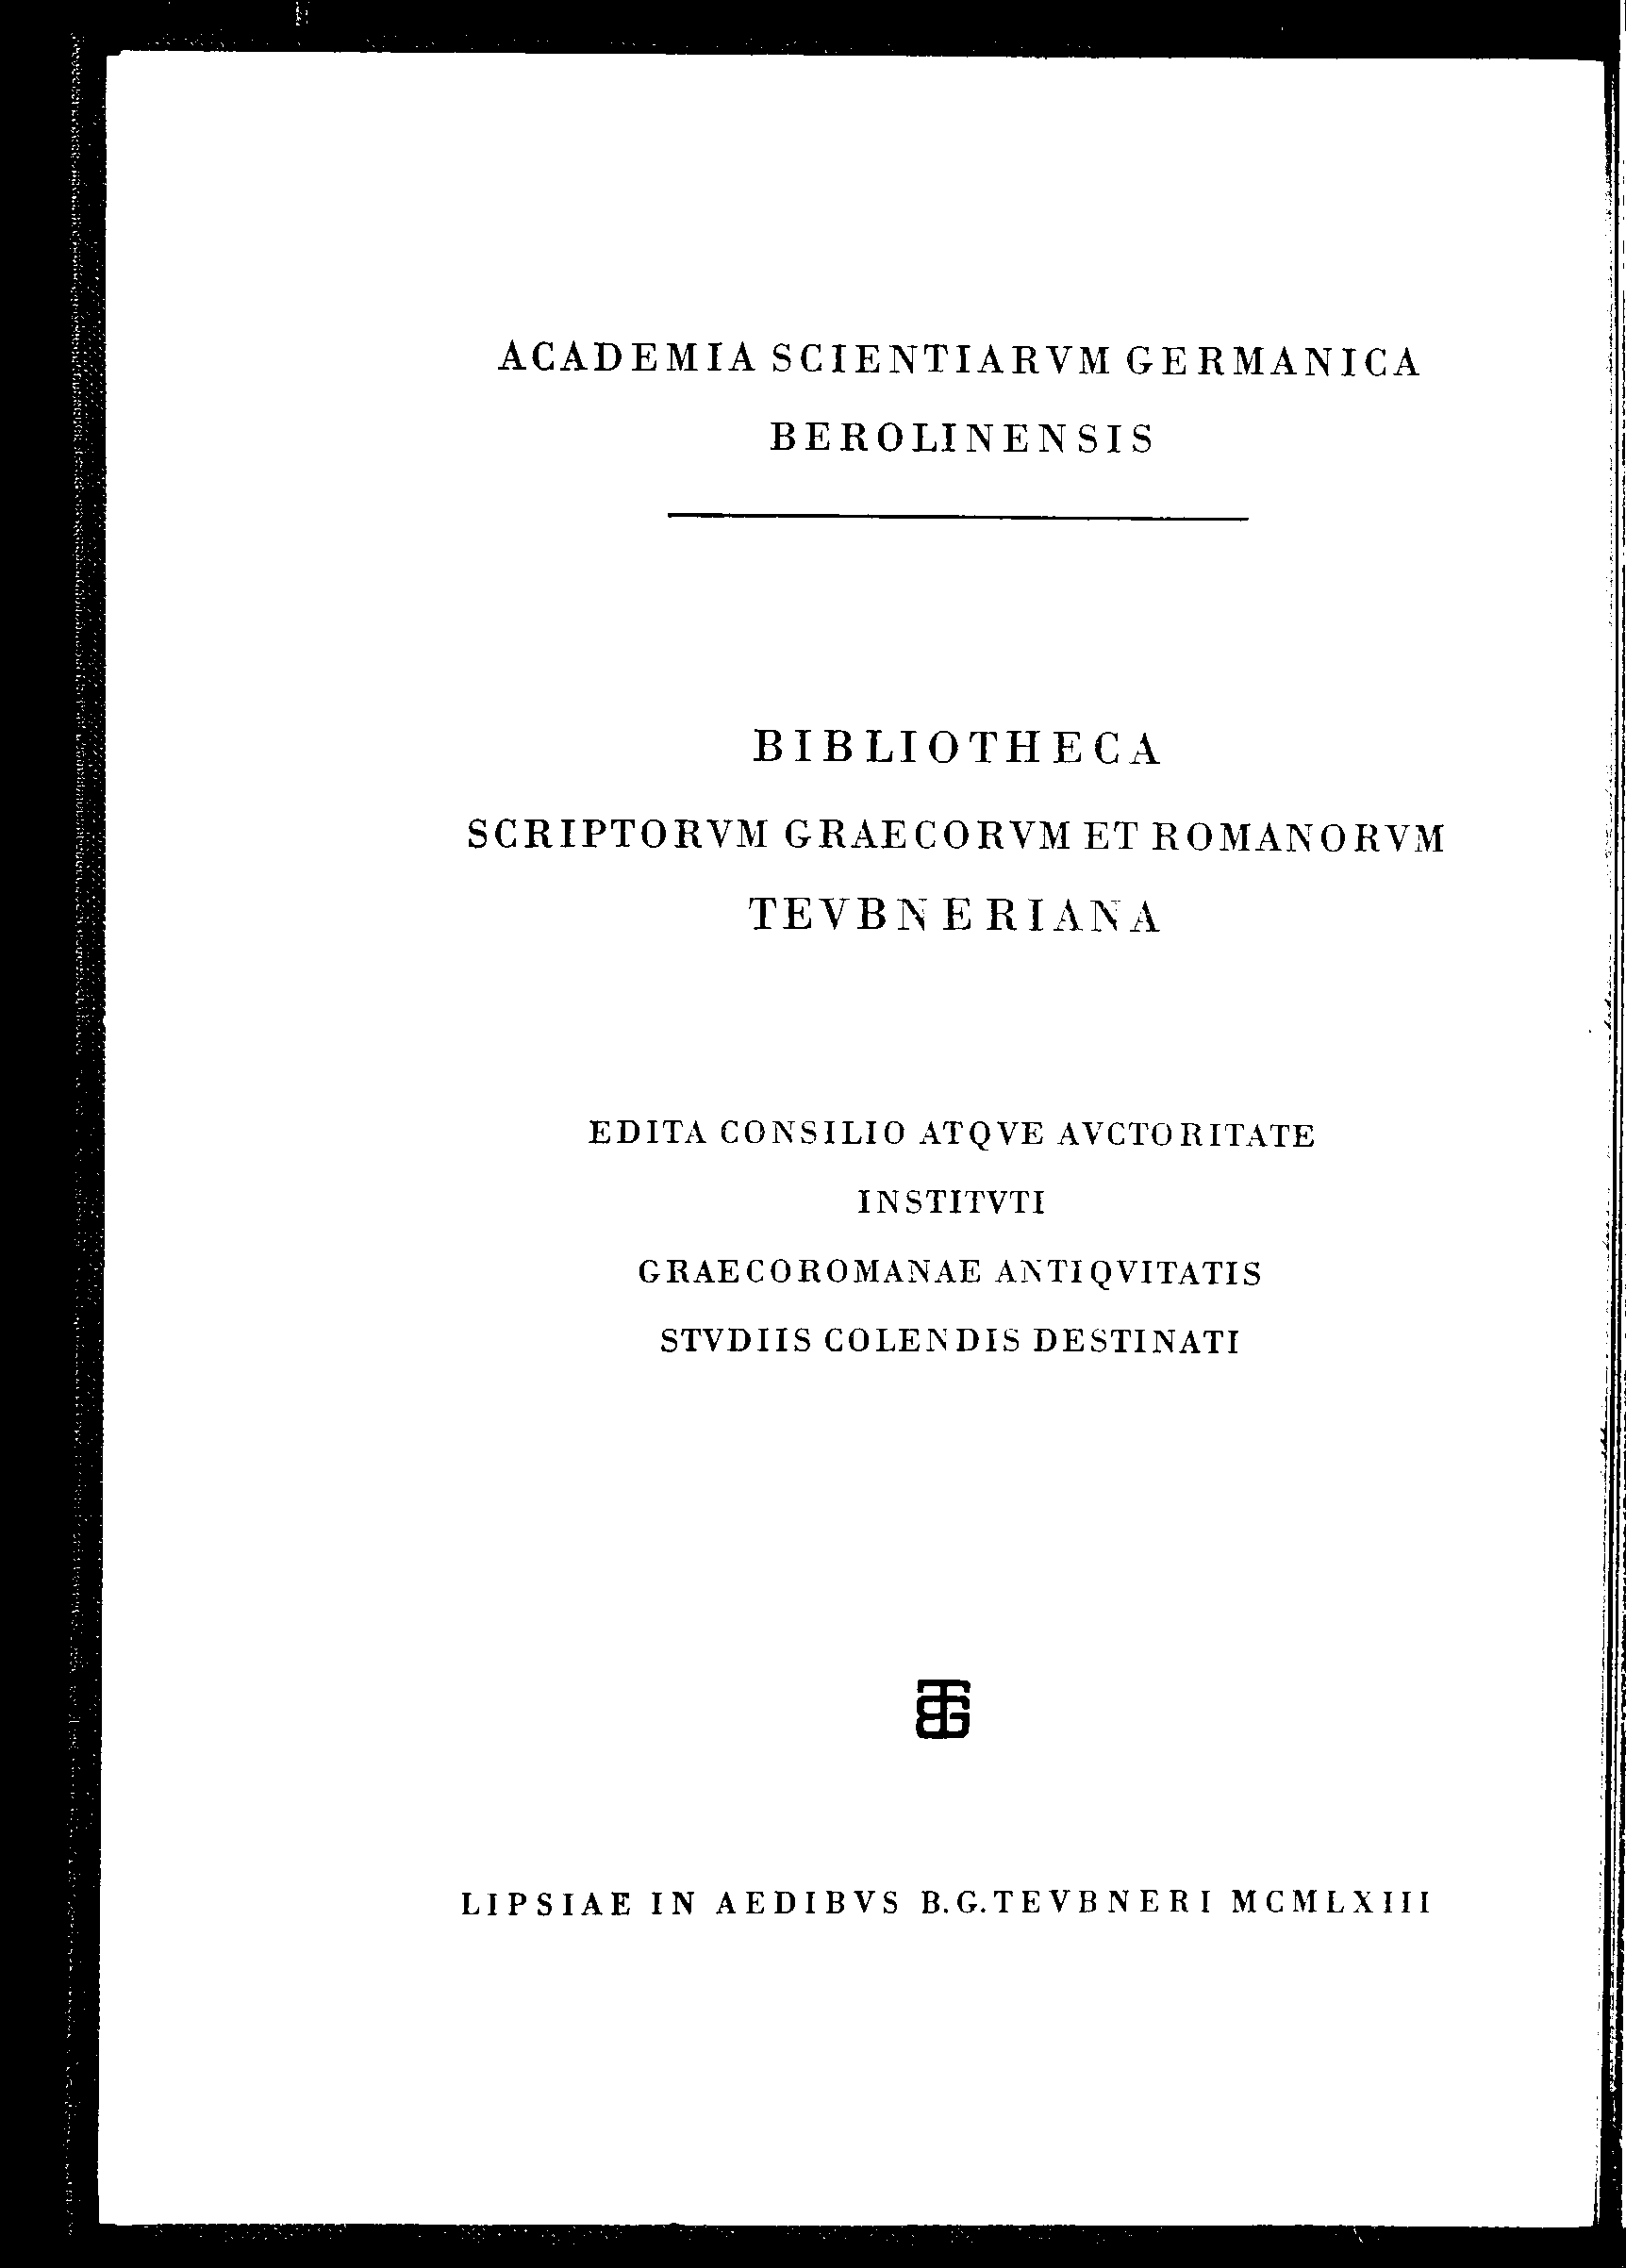 ACADEMIA SCIENTIARVM GERMANICA
BEROLINENSIS
BIBLIOTHECA
SCRIPTORVM GRAECORVM ET ROMANORVM
TEVBNERIANA
EDITA CONSILIO ATQVE AVCTORITATE
INSTITVTI
GRAECOROMANAE ANTIQVITATIS
STVDIIS COLENDIS DESTINATI
LIPSIAE IN AEDIBVS B.G.TEVBNERI MCMLXIII